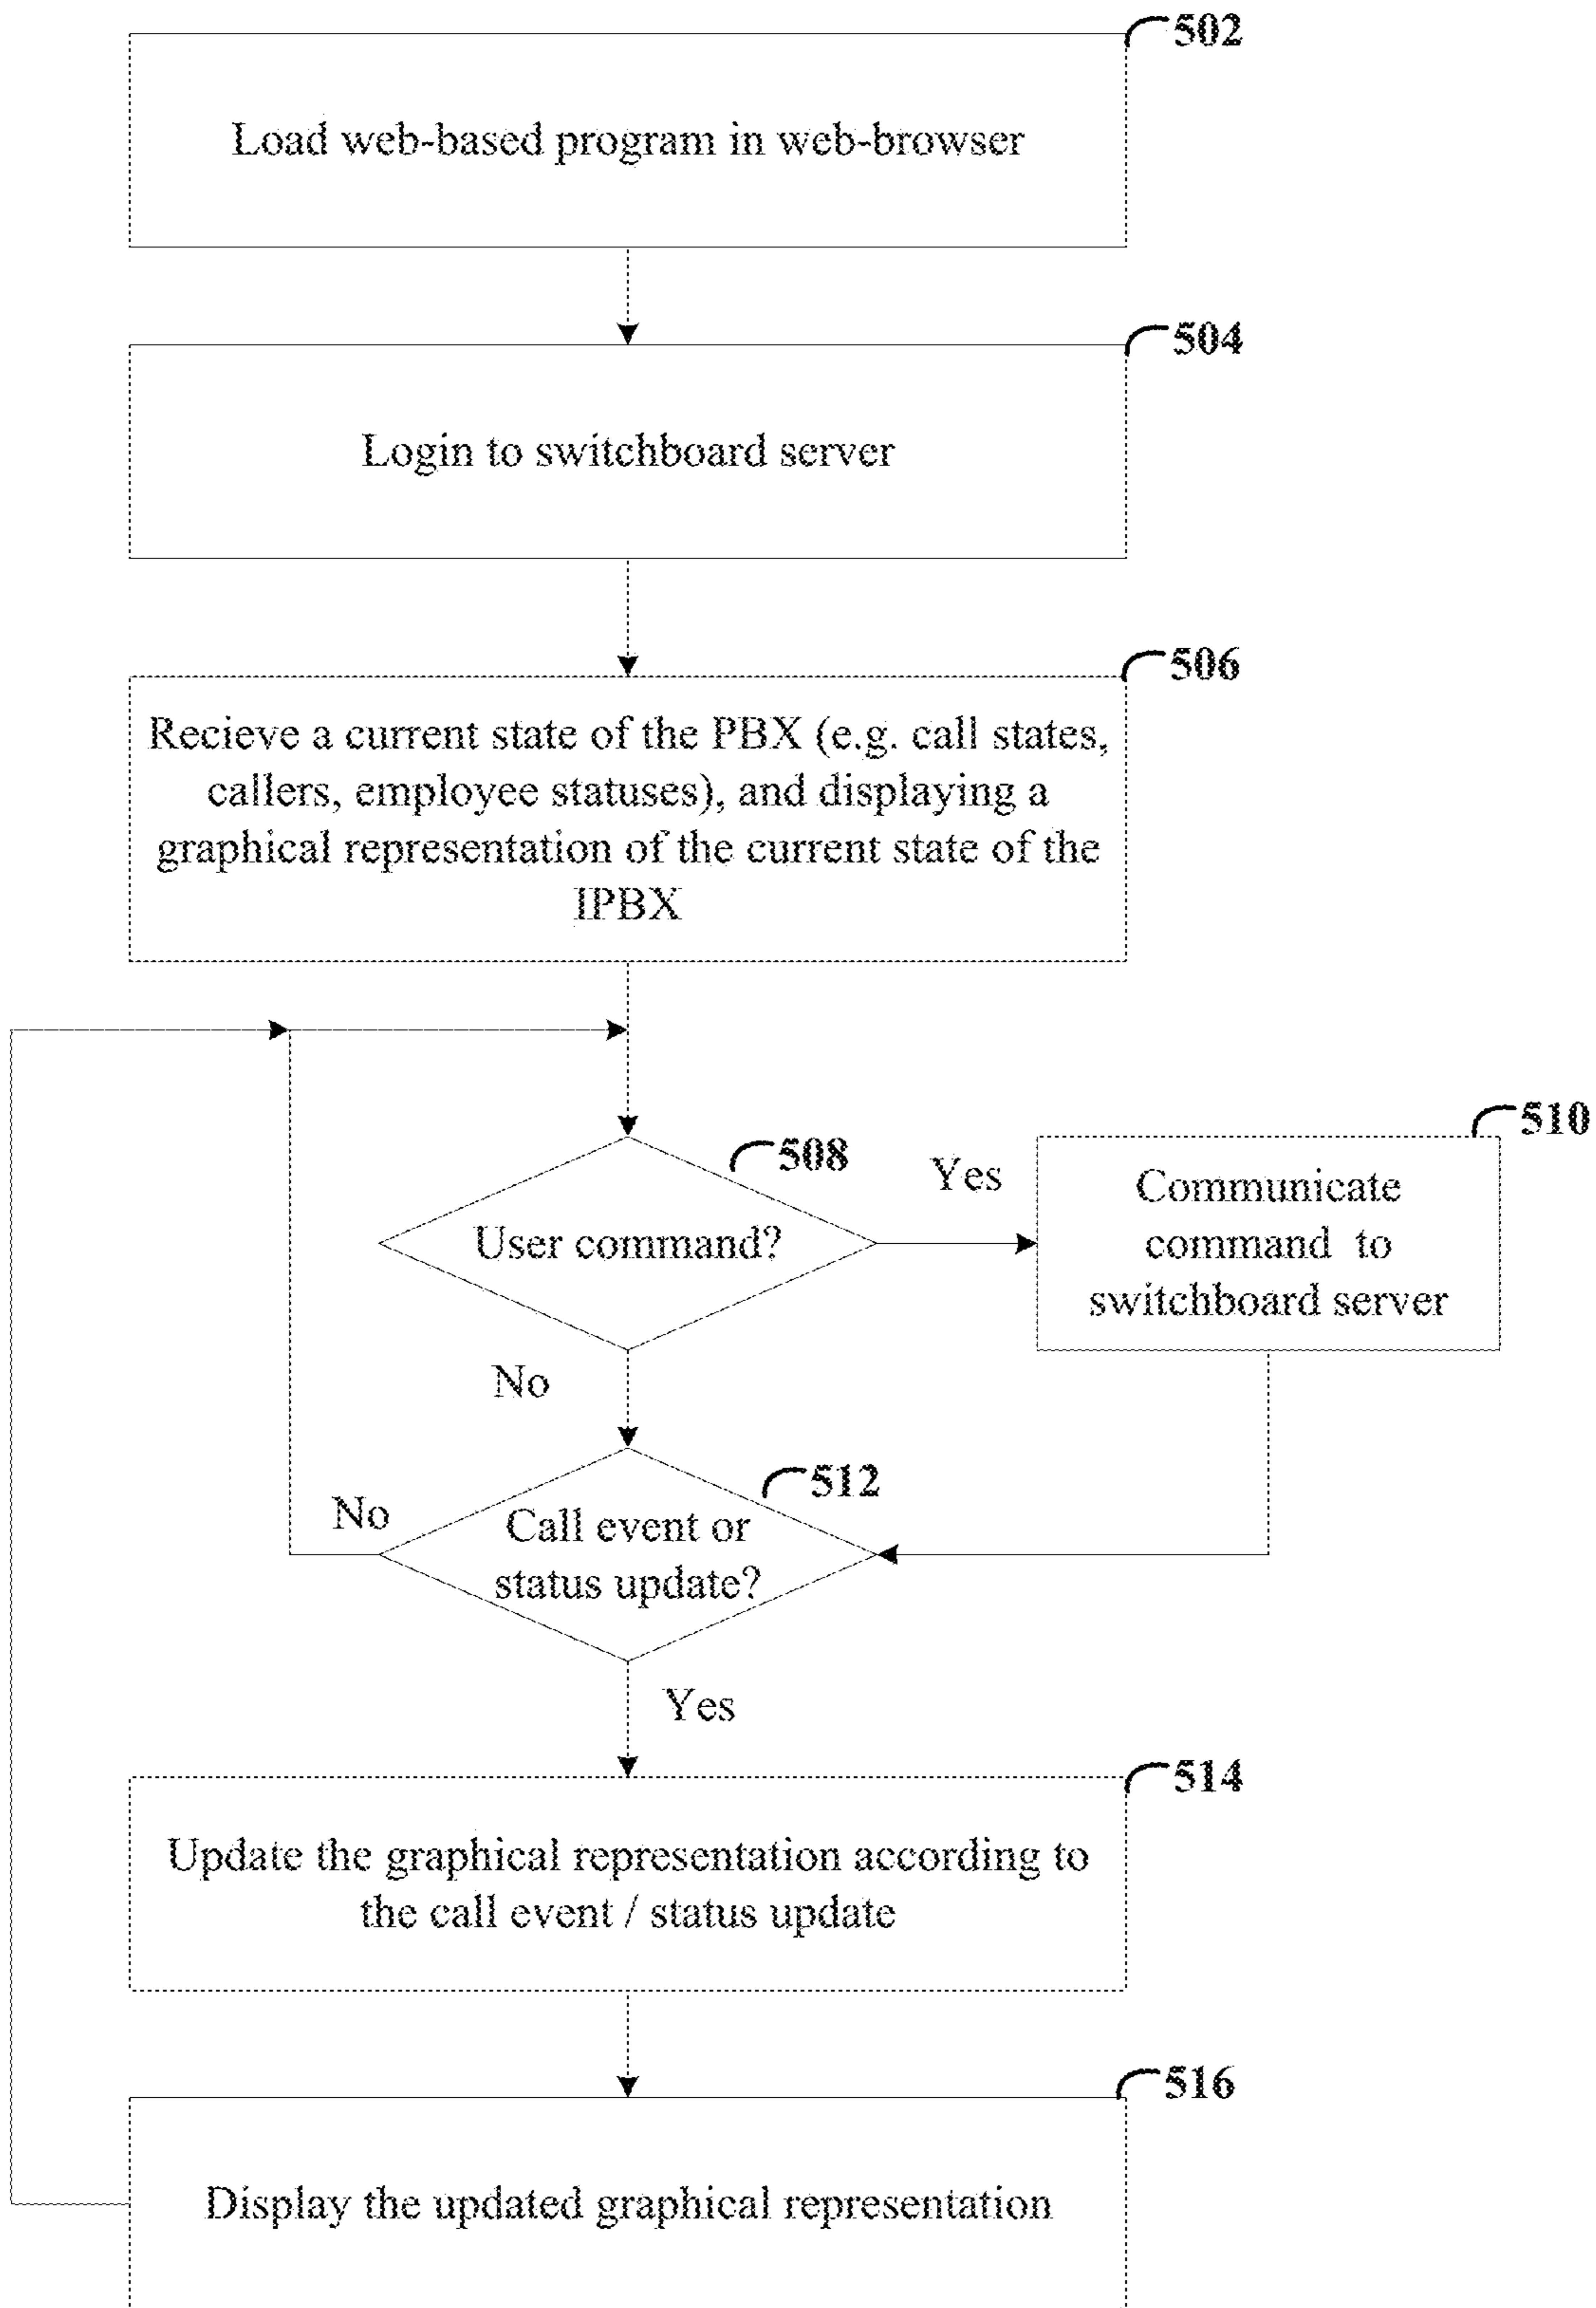 502
Load web-based program in web-browser
504
Login to switchboard server
506
Recieve a current state of the PBX (e.g. call states,
callers, employee statuses), and displaying a
graphical representation of the current state of the
IPBX
508
User command?
Yes
510
Communicate
command to
switchboard server
No
512
Call event or
status update?
No
Yes
514
Update the graphical representation according to
the call event / status update
516
Display the updated graphical representation